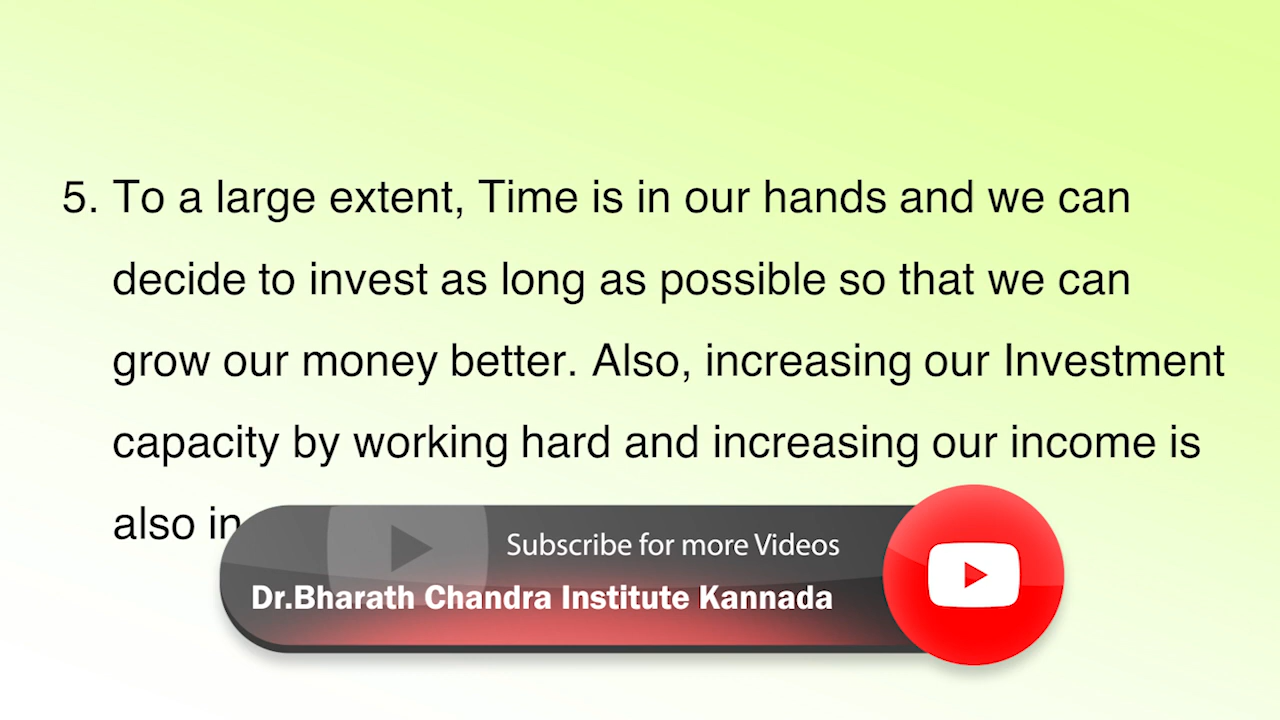 5. To a large extent, Time is in our hands and we can
decide to invest as long as possible so that we can
grow our money better. Also, increasing our Investment
capacity by working hard and increasing our income is
also in
Subscribe for more Videos
Dr.Bharath Chandra Institute Kannada